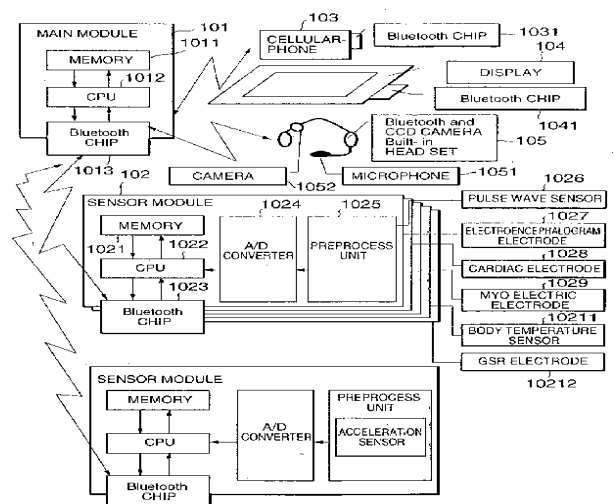 MAIN MODULE
101
1011
MEMORY
1012
CPU
Bluetooth
CHIP
1013
103
CELLULAR-
PHONE
1031
Bluetooth CHIP
104
DISPLAY
Bluetooth CHIP
1041
Bluetooth and
CCD CAMERA
Built- in
HEAD SET
105
CAMERA
1052
MICROPHONE
1051
102
SENSOR MODULE
MEMORY
1021
1022
CPU
1023
Bluetooth
CHIP
1024
A/D
CONVERTER
1025
PREPROCESS
UNIT
1026
PULSE WAVE SENSOR
1027
ELECTROENCEPHALOGRAM
ELECTRODE
1028
CARDIAC ELECTRODE
1029
MYO ELECTRIC
ELECTRODE
10211
BODY TEMPERATURE
SENSOR
GSR ELECTRODE
10212
SENSOR MODULE
MEMORY
CPU
Bluetooth
CHIP
A/D
CONVERTER
PREPROCESS
UNIT
ACCELERATION
SENSOR